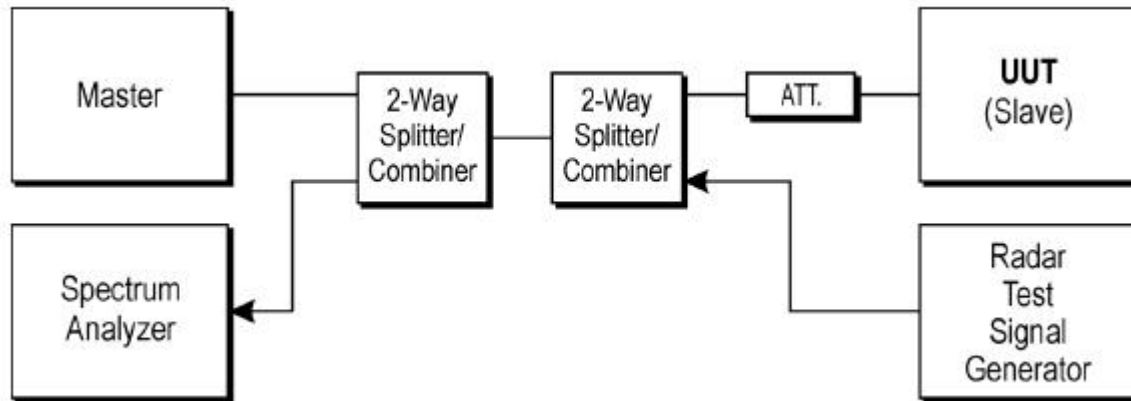 Master
2-Way
Splitter/
Combiner
2-Way
Splitter/
Combiner
ATT.
UUT
(Slave)
Spectrum
Analyzer
Radar
Test
Signal
Generator